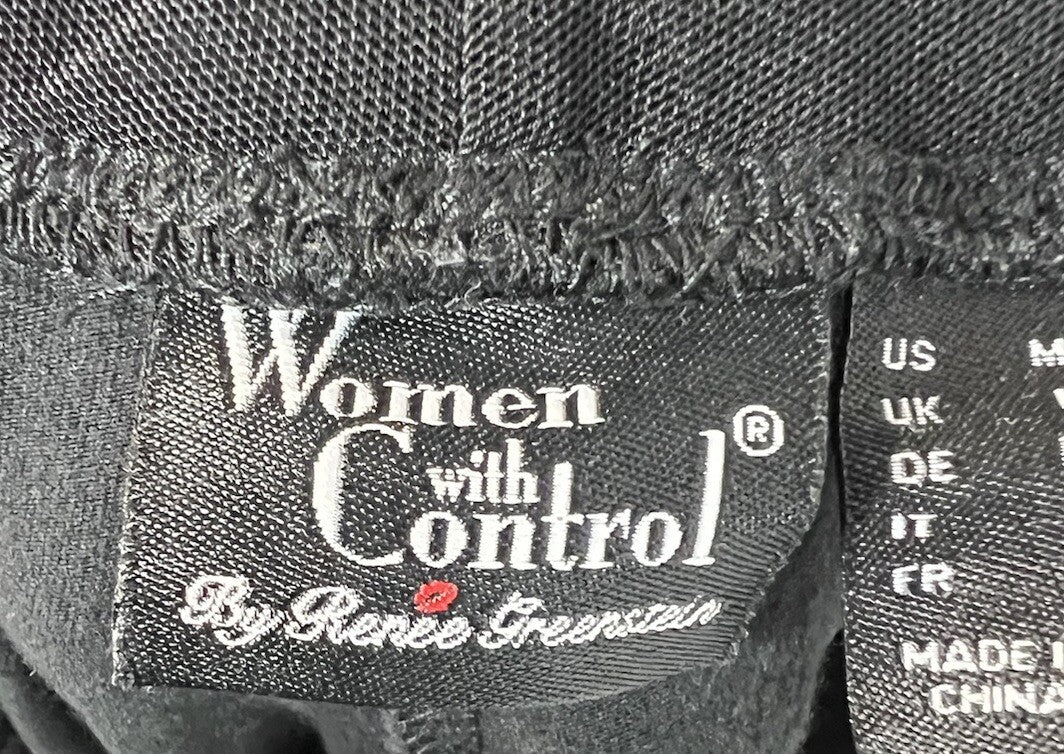 Women
with
Control®
By Renee Greenstein
US M
UK
DE
IT
FR
MADE I
CHINA